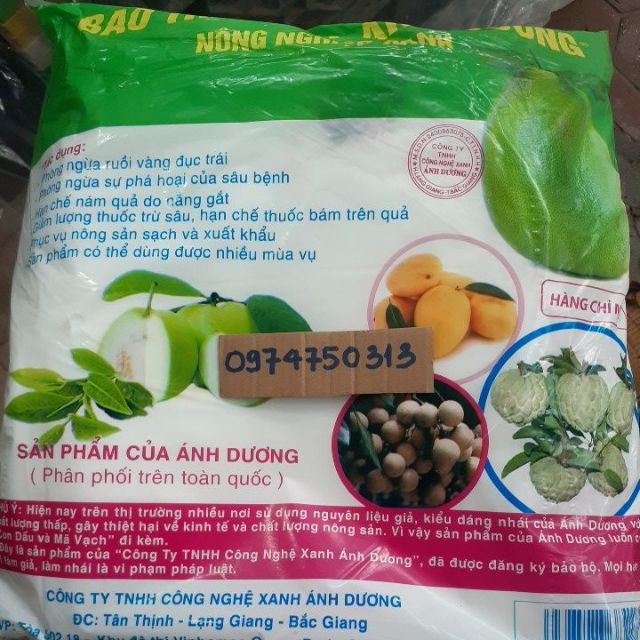 BAO
NÔNG NGHIỆP XANH
dụng:
Phòng ngừa ruồi vàng đục trái
Phòng ngừa sự phá hoại của sâu bệnh
Hạn chế nám quả do nắng gắt
Giảm lượng thuốc trừ sâu, hạn chế thuốc bám trên quả
Phục vụ nông sản sạch và xuất khẩu
Sản phẩm có thể dùng được nhiều mùa vụ
CÔNG TY
TNHH
CÔNG NGHỆ XANH
ÁNH DƯƠNG
H.LẠNG GIANG-T.BẮC GIANG
HÀNG CHỈ
0974750313
SẢN PHẨM CỦA ÁNH DƯƠNG
( Phân phối trên toàn quốc )
Ý: Hiện nay trên thị trường nhiều nơi sử dụng nguyên liệu giả, kiểu dáng nhái của Ánh Dương với
lượng thấp, gây thiệt hại về kinh tế và chất lượng nông sản. Vì vậy sản phẩm của Ánh Dương luôn
Con Dấu và Mã Vạch" đi kèm.
Đây là sản phẩm của "Công Ty TNHH Công Nghệ Xanh Ánh Dương", đã được đăng ký bảo hộ. Mọi
làm giả, làm nhái là vi phạm pháp luật.
CÔNG TY TNHH CÔNG NGHỆ XANH ÁNH DƯƠNG
ĐC: Tân Thịnh - Lạng Giang - Bắc Giang